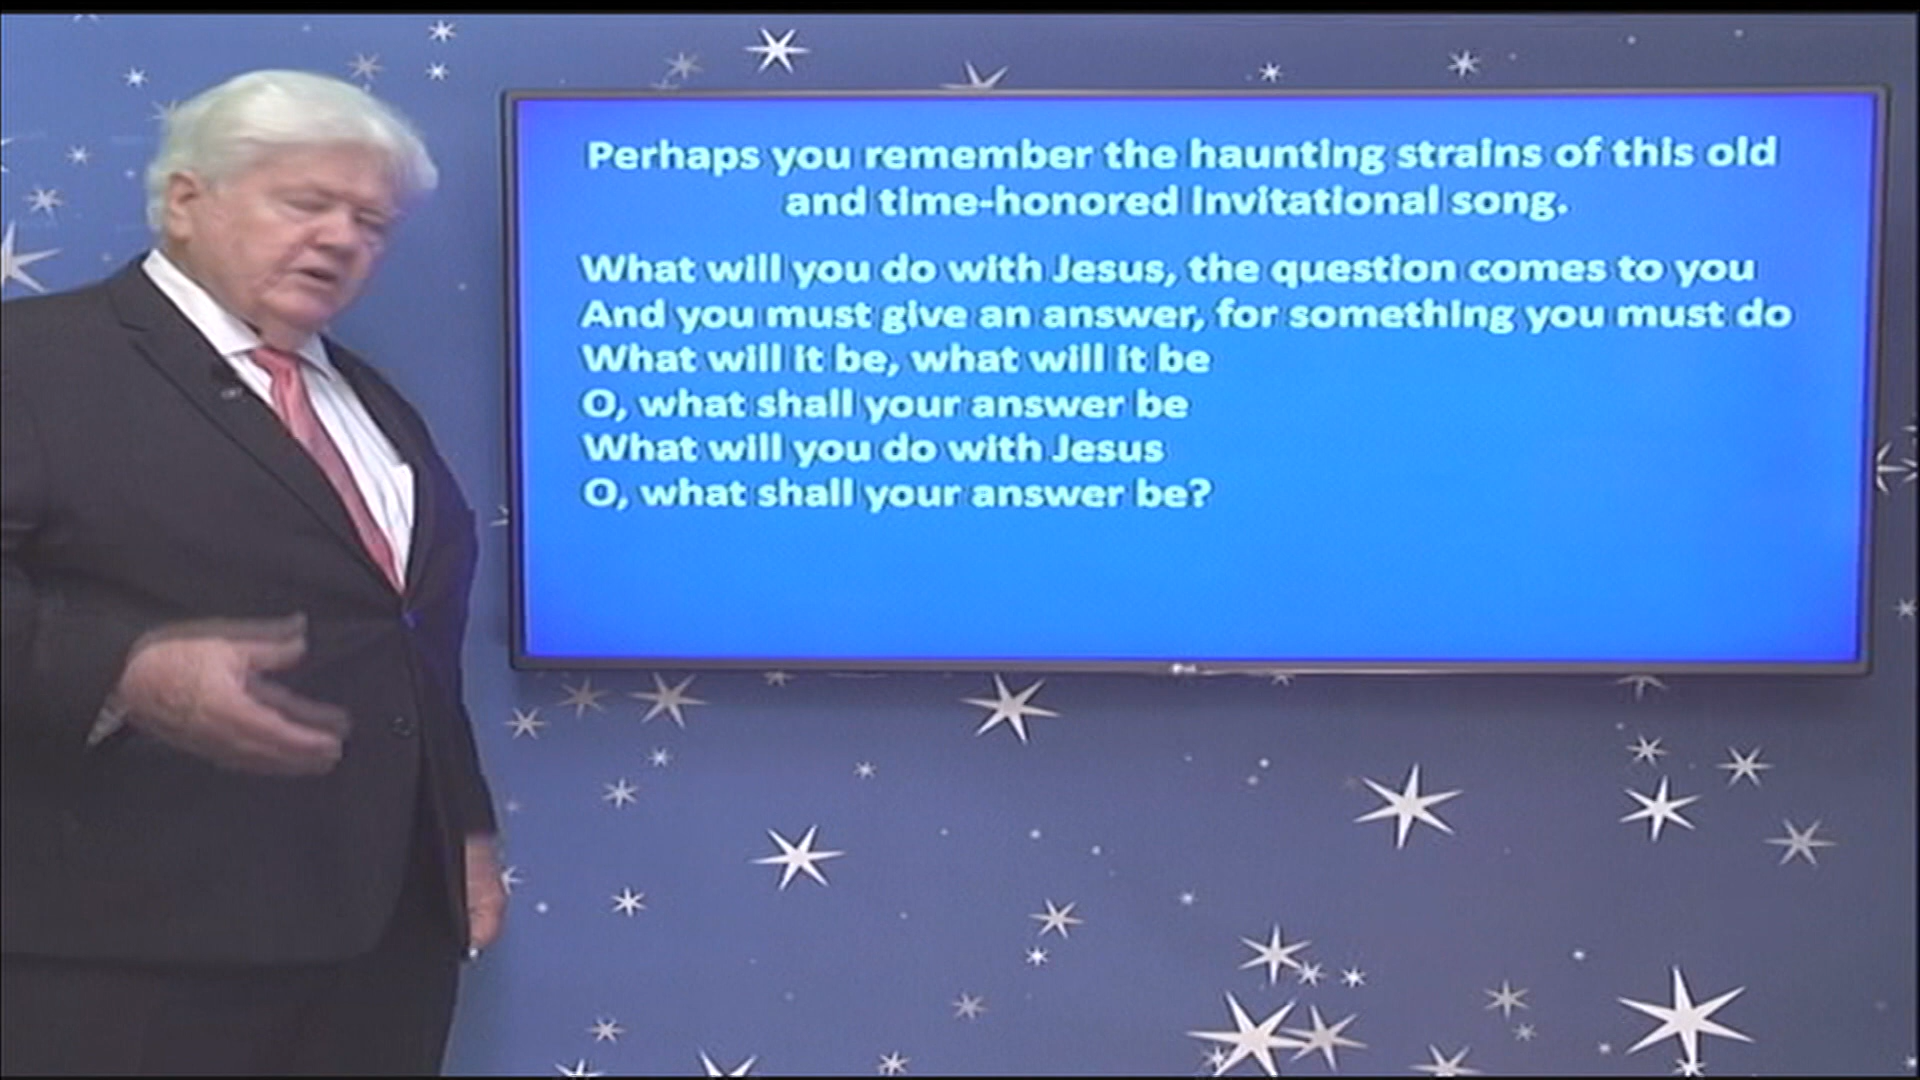 Perhaps you remember the haunting strains of this old
and time-honored invitational song.
What will you do with Jesus, the question comes to you
And you must give an answer, for something you must do
What will it be, what will it be
O, what shall your answer be
What will you do with Jesus
O, what shall your answer be?